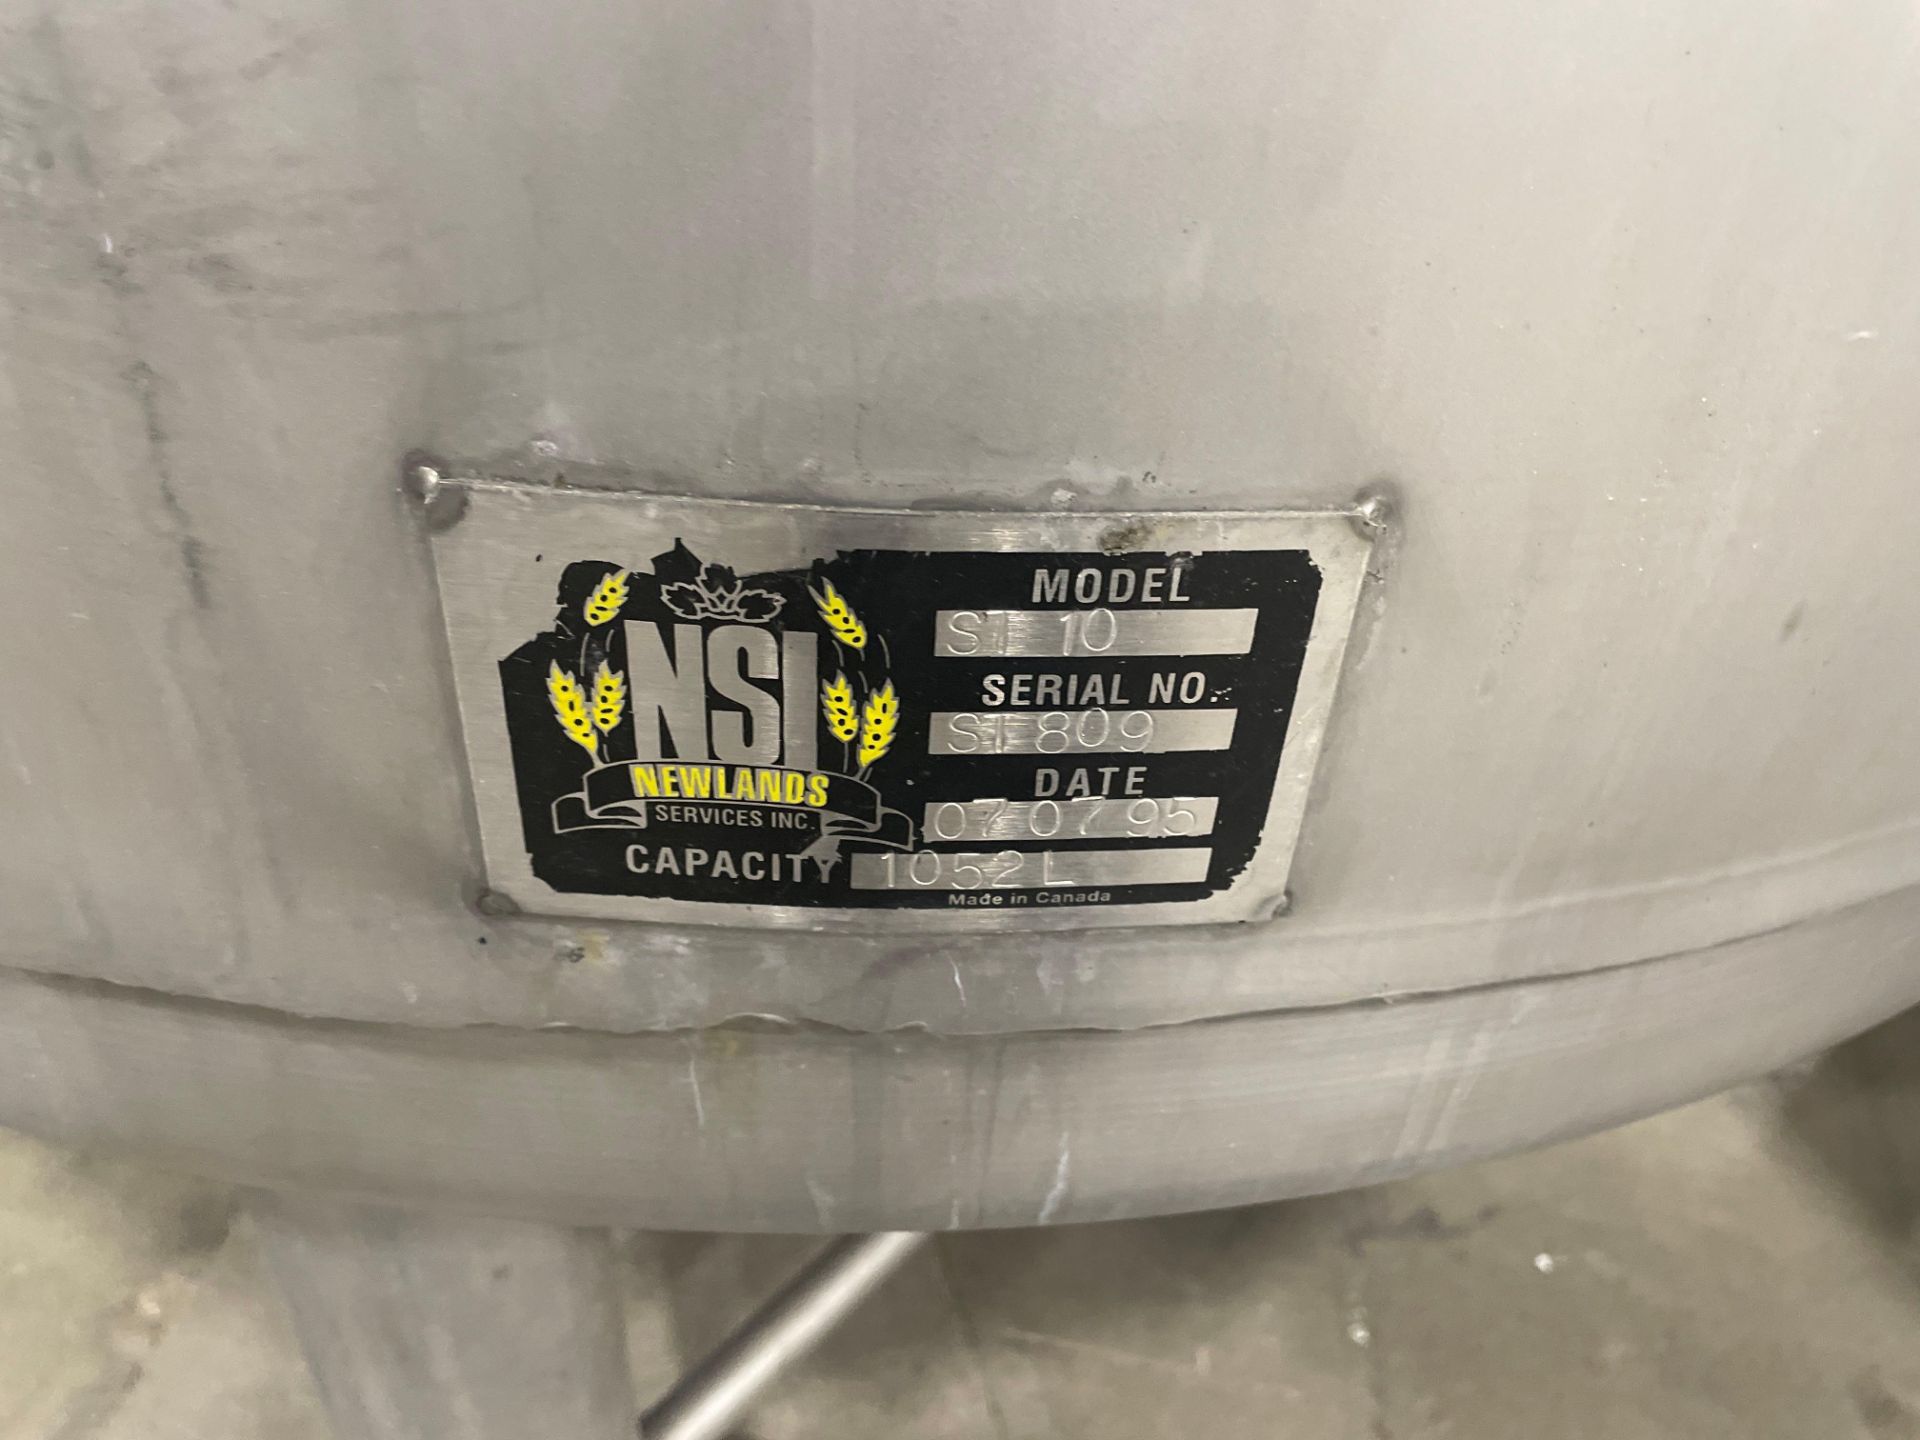 NSI
NEWLANDS
SERVICES INC.
MODEL
ST 10
SERIAL NO.
ST 809
DATE
07 07 95
CAPACITY 1052 L
Made in Canada